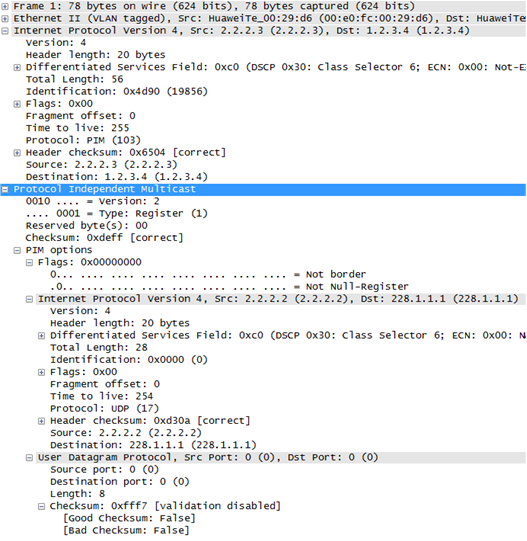 Frame 1: 78 bytes on wire (624 bits), 78 bytes captured (624 bits)
Ethernet II (VLAN tagged), Src: HuaweiTe_00:29:d6 (00:e0:fc:00:29:d6), Dst: HuaweiTe
Internet Protocol Version 4, Src: 2.2.2.3 (2.2.2.3), Dst: 1.2.3.4 (1.2.3.4)
Version: 4
Header length: 20 bytes
Differentiated Services Field: 0xc0 (DSCP 0x30: Class Selector 6; ECN: 0x00: Not-E
Total Length: 56
Identification: 0x4d90 (19856)
Flags: 0x00
Fragment offset: 0
Time to live: 255
Protocol: PIM (103)
Header checksum: 0x6504 [correct]
Source: 2.2.2.3 (2.2.2.3)
Destination: 1.2.3.4 (1.2.3.4)
Protocol Independent Multicast
0010 .... = Version: 2
.... 0001 = Type: Register (1)
Reserved byte(s): 00
Checksum: 0xdeff [correct]
PIM options
Flags: 0x00000000
0... .... .... .... .... .... .... .... = Not border
.0.. .... .... .... .... .... .... .... = Not Null-Register
Internet Protocol Version 4, Src: 2.2.2.2 (2.2.2.2), Dst: 228.1.1.1 (228.1.1.1)
Version: 4
Header length: 20 bytes
Differentiated Services Field: 0xc0 (DSCP 0x30: Class Selector 6; ECN: 0x00: N
Total Length: 28
Identification: 0x0000 (0)
Flags: 0x00
Fragment offset: 0
Time to live: 254
Protocol: UDP (17)
Header checksum: 0xd30a [correct]
Source: 2.2.2.2 (2.2.2.2)
Destination: 228.1.1.1 (228.1.1.1)
User Datagram Protocol, Src Port: 0 (0), Dst Port: 0 (0)
Source port: 0 (0)
Destination port: 0 (0)
Length: 8
Checksum: 0xfff7 [validation disabled]
[Good Checksum: False]
[Bad Checksum: False]